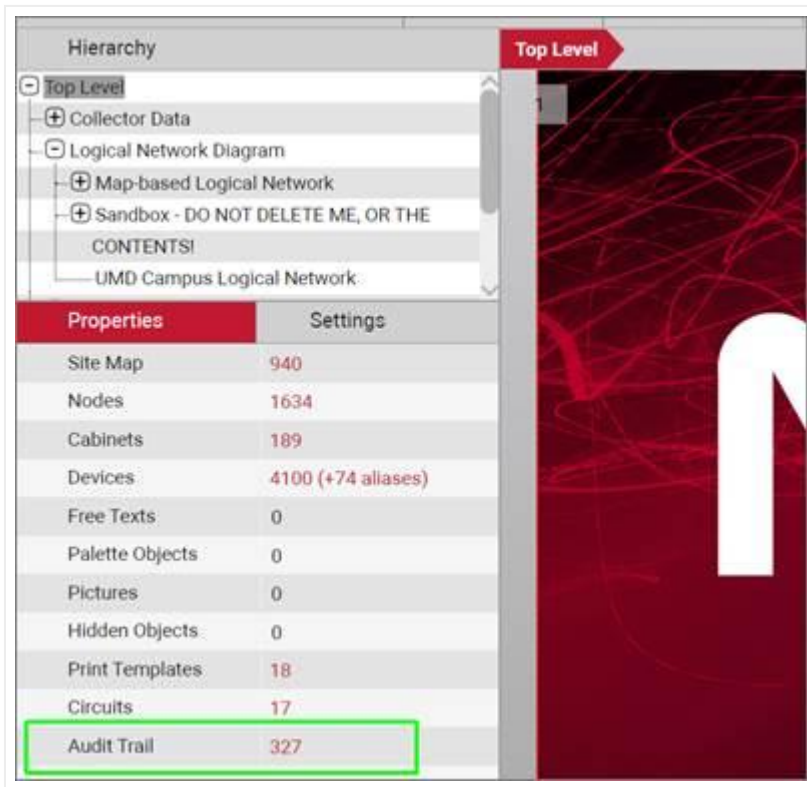 Hierarchy
Top Level
Top Level
Collector Data
Logical Network Diagram
Map-based Logical Network
Sandbox - DO NOT DELETE ME, OR THE
CONTENTS!
UMD Campus Logical Network
Properties Settings
Site Map 940
Nodes 1634
Cabinets 189
Devices 4100 (+74 aliases)
Free Texts 0
Palette Objects 0
Pictures 0
Hidden Objects 0
Print Templates 18
Circuits 17
Audit Trail 327
1